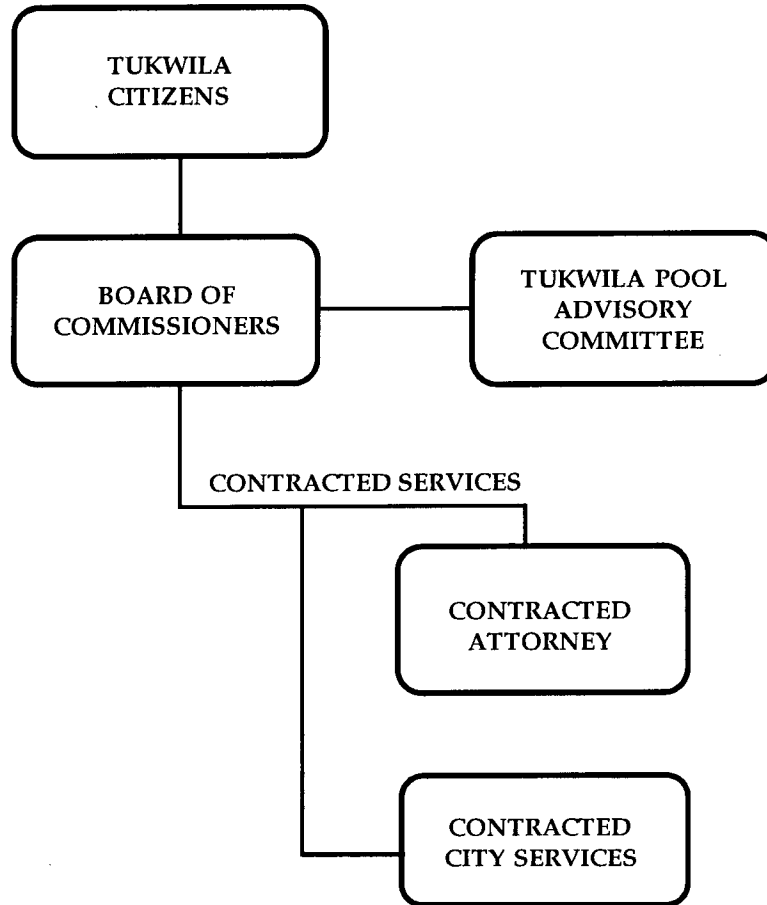 TUKWILA
CITIZENS
BOARD OF
COMMISSIONERS
TUKWILA POOL
ADVISORY
COMMITTEE
CONTRACTED SERVICES
CONTRACTED
ATTORNEY
CONTRACTED
CITY SERVICES